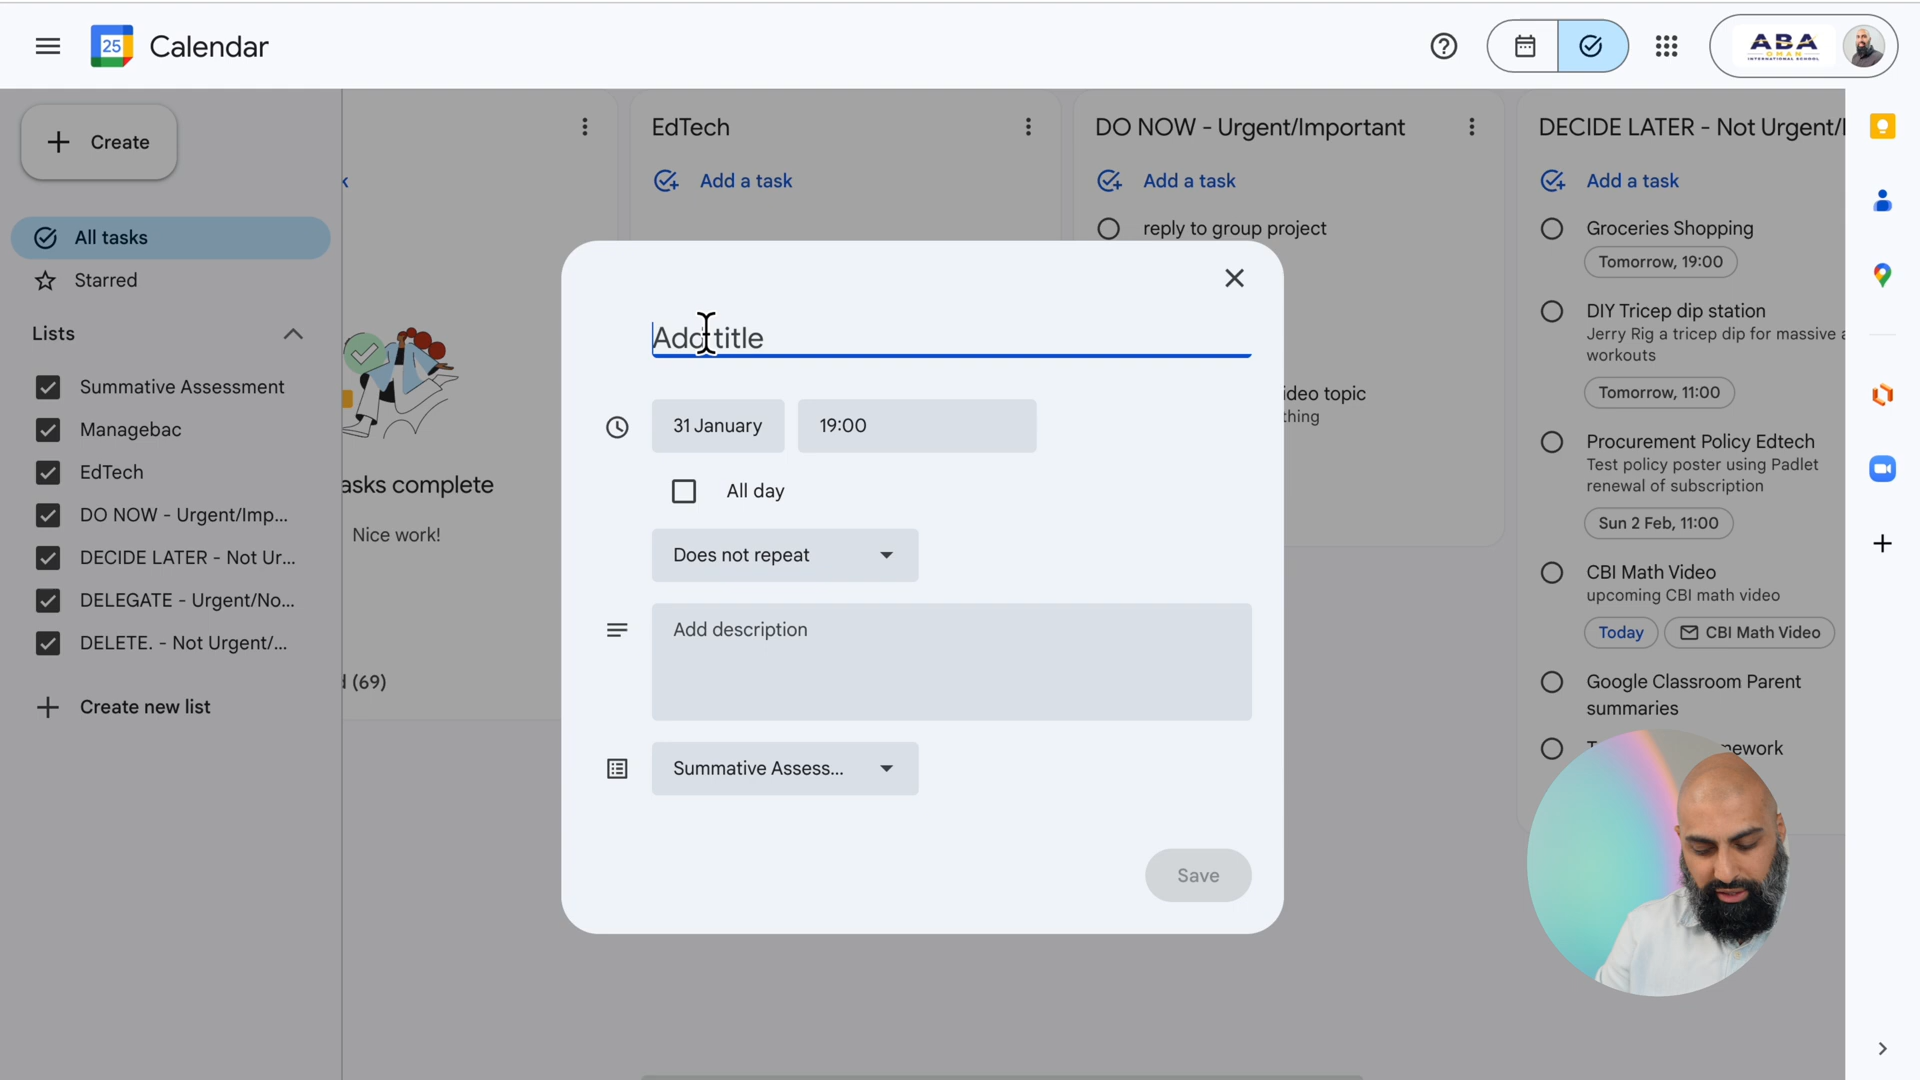 25 Calendar
ABA
OMAN
INTERNATIONAL SCHOOL
Create
All tasks
Starred
Lists
Summative Assessment
Managebac
EdTech
DO NOW - Urgent/Imp...
DECIDE LATER - Not Ur...
DELEGATE - Urgent/No...
DELETE. - Not Urgent/...
Create new list
k
asks complete
Nice work!
d (69)
EdTech
Add a task
DO NOW - Urgent/Important
Add a task
reply to group project
ideo topic
thing
Add title
31 January 19:00
All day
Does not repeat
Add description
Summative Assess...
Save
DECIDE LATER - Not Urgent/I
Add a task
Groceries Shopping
Tomorrow, 19:00
DIY Tricep dip station
Jerry Rig a tricep dip for massive a
workouts
Tomorrow, 11:00
Procurement Policy Edtech
Test policy poster using Padlet
renewal of subscription
Sun 2 Feb, 11:00
CBI Math Video
upcoming CBI math video
Today CBI Math Video
Google Classroom Parent
summaries
ework